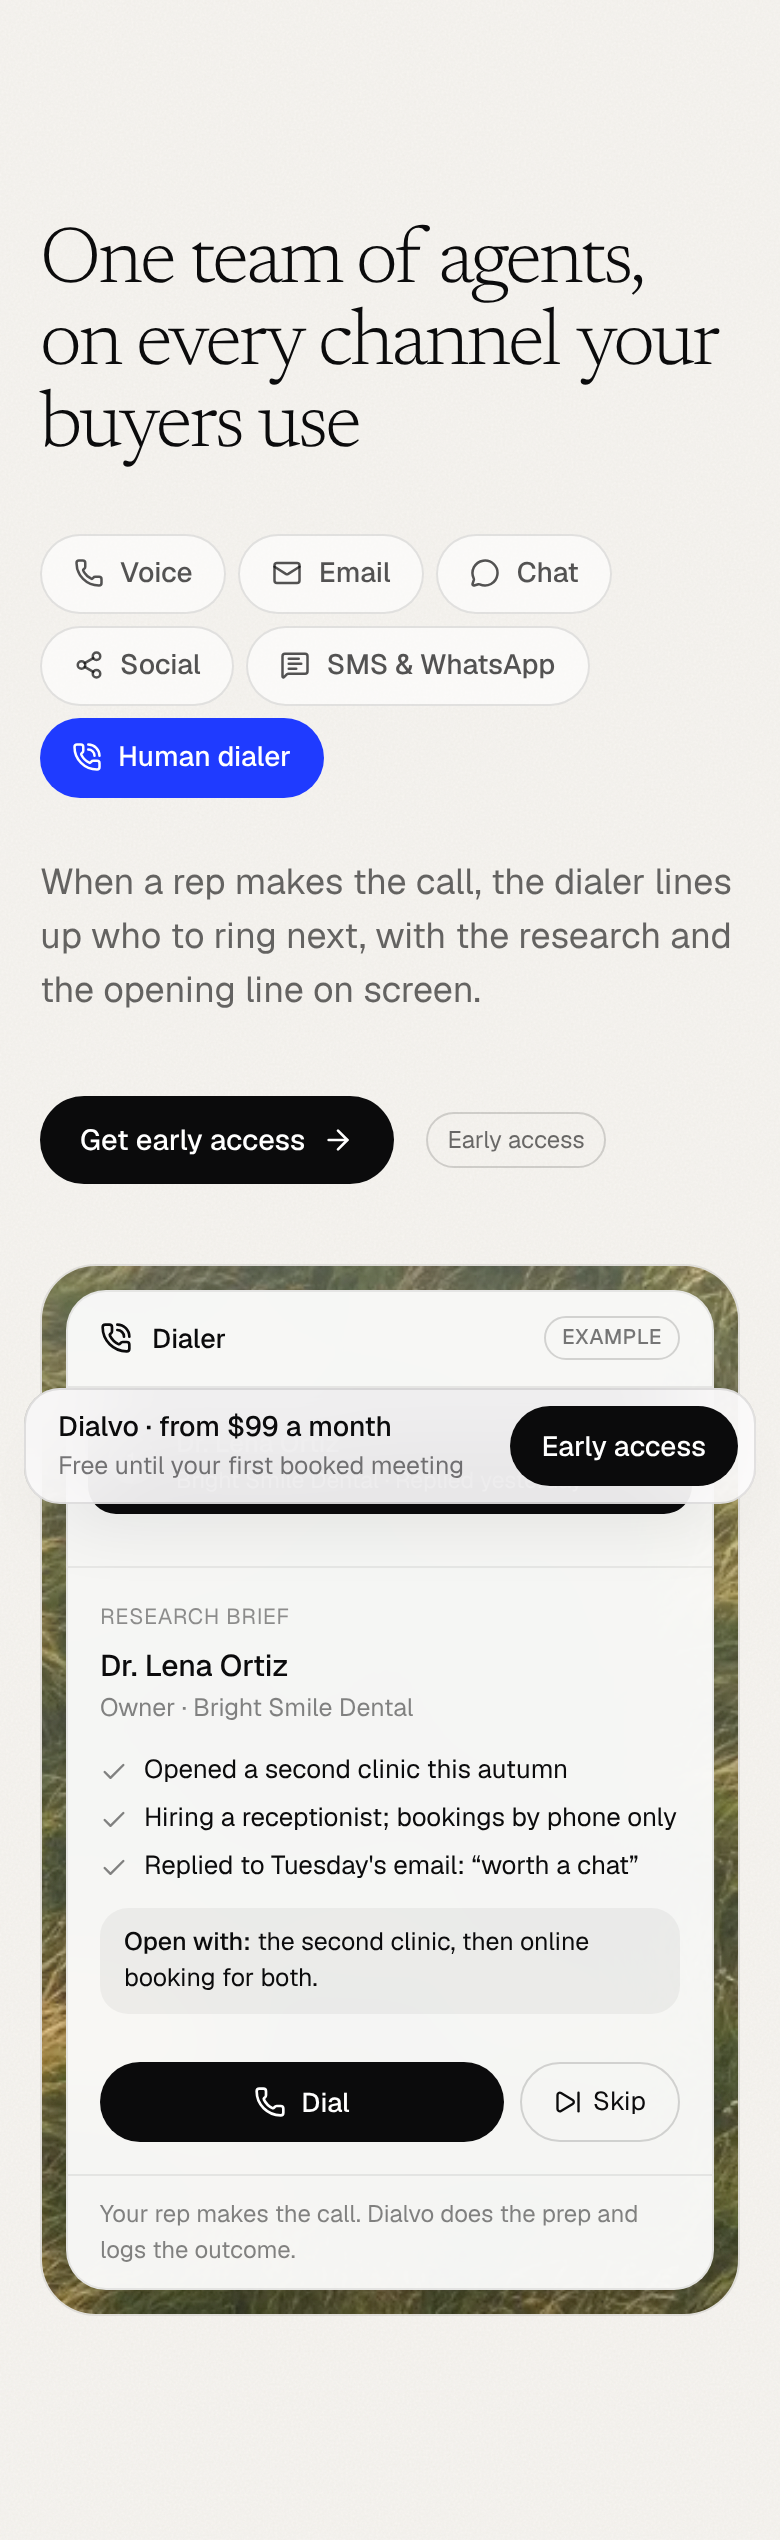 One team of agents,
on every channel your
buyers use
Voice
Email
Chat
Social
SMS & WhatsApp
Human dialer
When a rep makes the call, the dialer lines
up who to ring next, with the research and
the opening line on screen.
Get early access
Early access
Dialer
EXAMPLE
Dialvo · from $99 a month
Free until your first booked meeting
Early access
RESEARCH BRIEF
Dr. Lena Ortiz
Owner · Bright Smile Dental
Opened a second clinic this autumn
Hiring a receptionist; bookings by phone only
Replied to Tuesday's email: “worth a chat”
Open with: the second clinic, then online
booking for both.
Dial
Skip
Your rep makes the call. Dialvo does the prep and
logs the outcome.